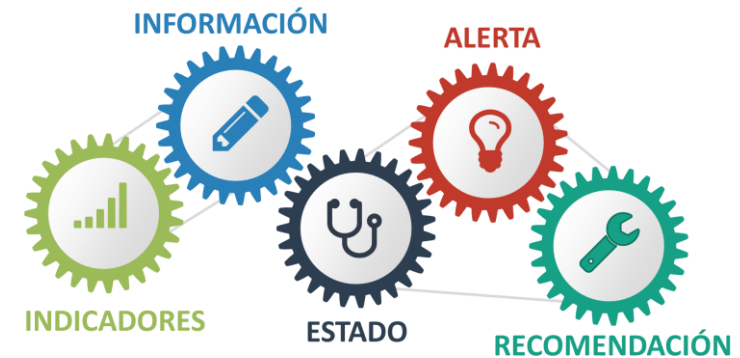 INFORMACIÓN
ALERTA
INDICADORES
ESTADO
RECOMENDACIÓN